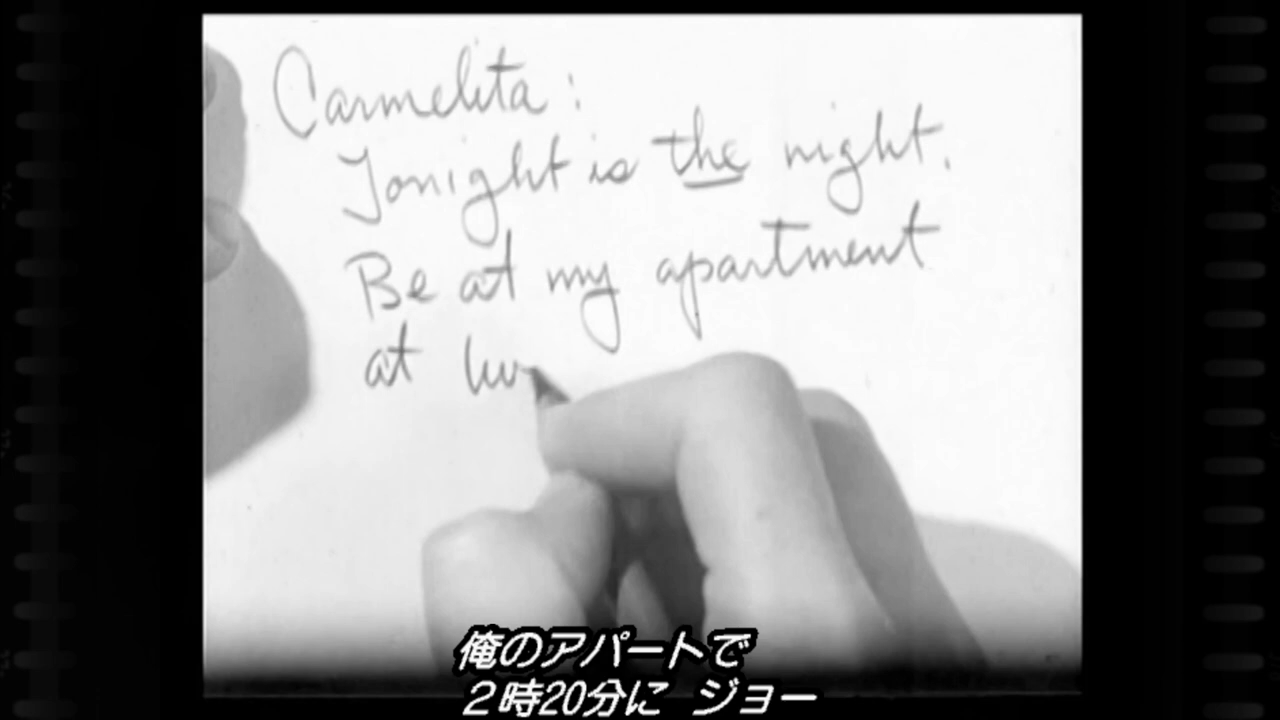 Carmelita:
Tonight is the night.
Be at my apartment
at
俺のアパートで
２時20分に ジョー